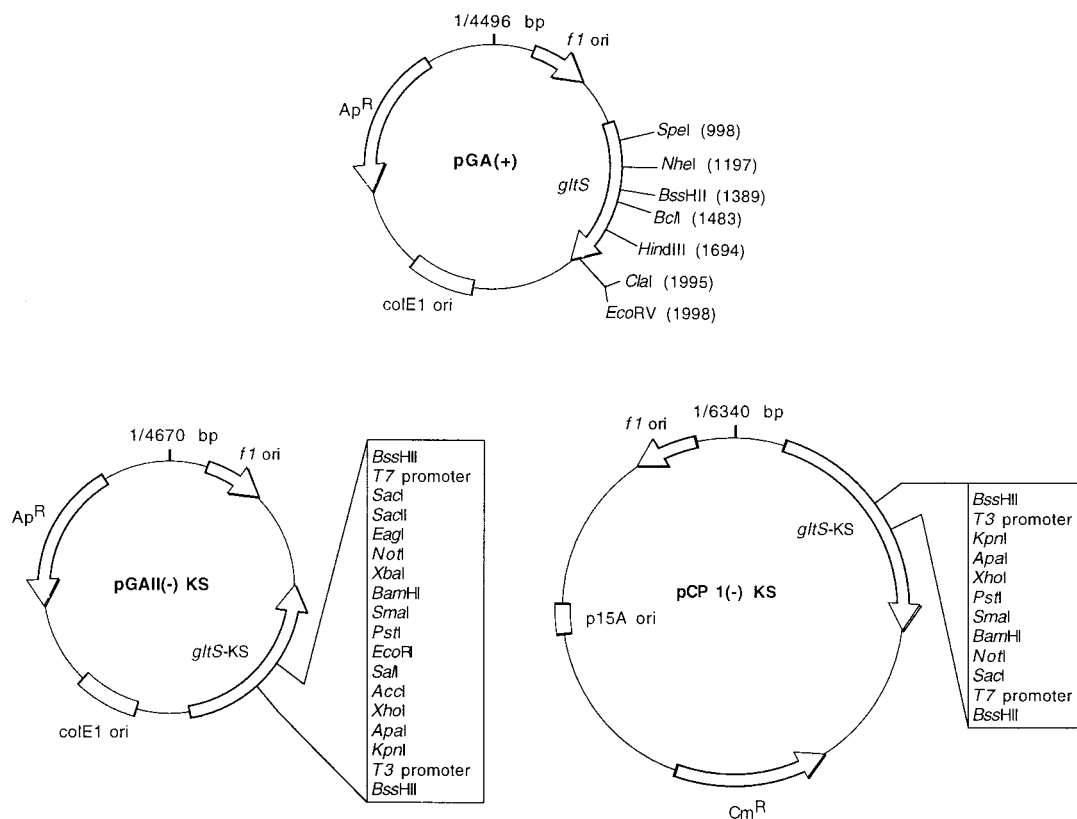 1/4496 bp
f1 ori
ApR
SpeI (998)
NheI (1197)
pGA(+)
gltS
BssHII (1389)
BclI (1483)
HindIII (1694)
ClaI (1995)
colE1 ori
EcoRV (1998)
1/4670 bp
f1 ori
ApR
pGAII(-) KS
gltS-KS
colE1 ori
BssHII
T7 promoter
SacI
SacII
EagI
NotI
XbaI
BamHI
SmaI
PstI
EcoRI
SalI
AccI
XhoI
ApaI
KpnI
T3 promoter
BssHII
1/6340 bp
f1 ori
gltS-KS
pCP 1(-) KS
p15A ori
CmR
BssHII
T3 promoter
KpnI
ApaI
XhoI
PstI
SmaI
BamHI
NotI
SacI
T7 promoter
BssHII